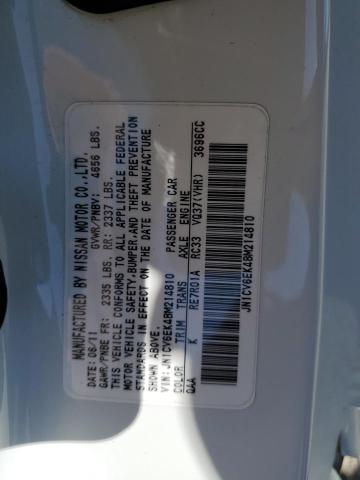 MANUFACTURED BY NISSAN MOTOR CO.,LTD.
DATE: 06/11 GVWR/PNBV: 4656 LBS.
GAWR/PNBE FR: 2335 LBS. RR: 2337 LBS.
THIS VEHICLE CONFORMS TO ALL APPLICABLE FEDERAL
MOTOR VEHICLE SAFETY, BUMPER, AND THEFT PREVENTION
STANDARDS IN EFFECT ON THE DATE OF MANUFACTURE
SHOWN ABOVE.
VIN: JN1CV6EK4BM214810 PASSENGER CAR
COLOR TRIM TRANS AXLE ENGINE
QAA K RE7R01A RC33 VQ37(VHR) 3696CC
JN1CV6EK4BM214810